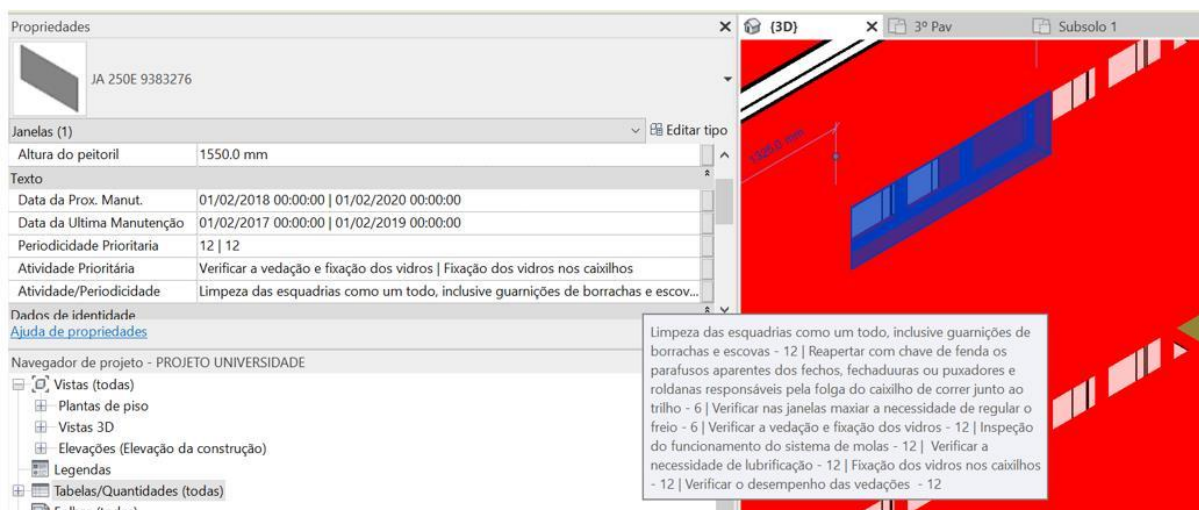 Propriedades
JA 250E 9383276
Janelas (1)
Editar tipo
Altura do peitoril 1550.0 mm
Texto
Data da Prox. Manut. 01/02/2018 00:00:00 | 01/02/2020 00:00:00
Data da Ultima Manutenção 01/02/2017 00:00:00 | 01/02/2019 00:00:00
Periodicidade Prioritaria 12 | 12
Atividade Prioritária Verificar a vedação e fixação dos vidros | Fixação dos vidros nos caixilhos
Atividade/Periodicidade Limpeza das esquadrias como um todo, inclusive guarnições de borrachas e escov...
Dados de identidade
Ajuda de propriedades
Navegador de projeto - PROJETO UNIVERSIDADE
Vistas (todas)
Plantas de piso
Vistas 3D
Elevações (Elevação da construção)
Legendas
Tabelas/Quantidades (todas)
{3D}
3º Pav
Subsolo 1
1325.0 mm
Limpeza das esquadrias como um todo, inclusive guarnições de
borrachas e escovas - 12 | Reapertar com chave de fenda os
parafusos aparentes dos fechos, fechaduuras ou puxadores e
roldanas responsáveis pela folga do caixilho de correr junto ao
trilho - 6 | Verificar nas janelas maxiar a necessidade de regular o
freio - 6 | Verificar a vedação e fixação dos vidros - 12 | Inspeção
do funcionamento do sistema de molas - 12 | Verificar a
necessidade de lubrificação - 12 | Fixação dos vidros nos caixilhos
- 12 | Verificar o desempenho das vedações - 12